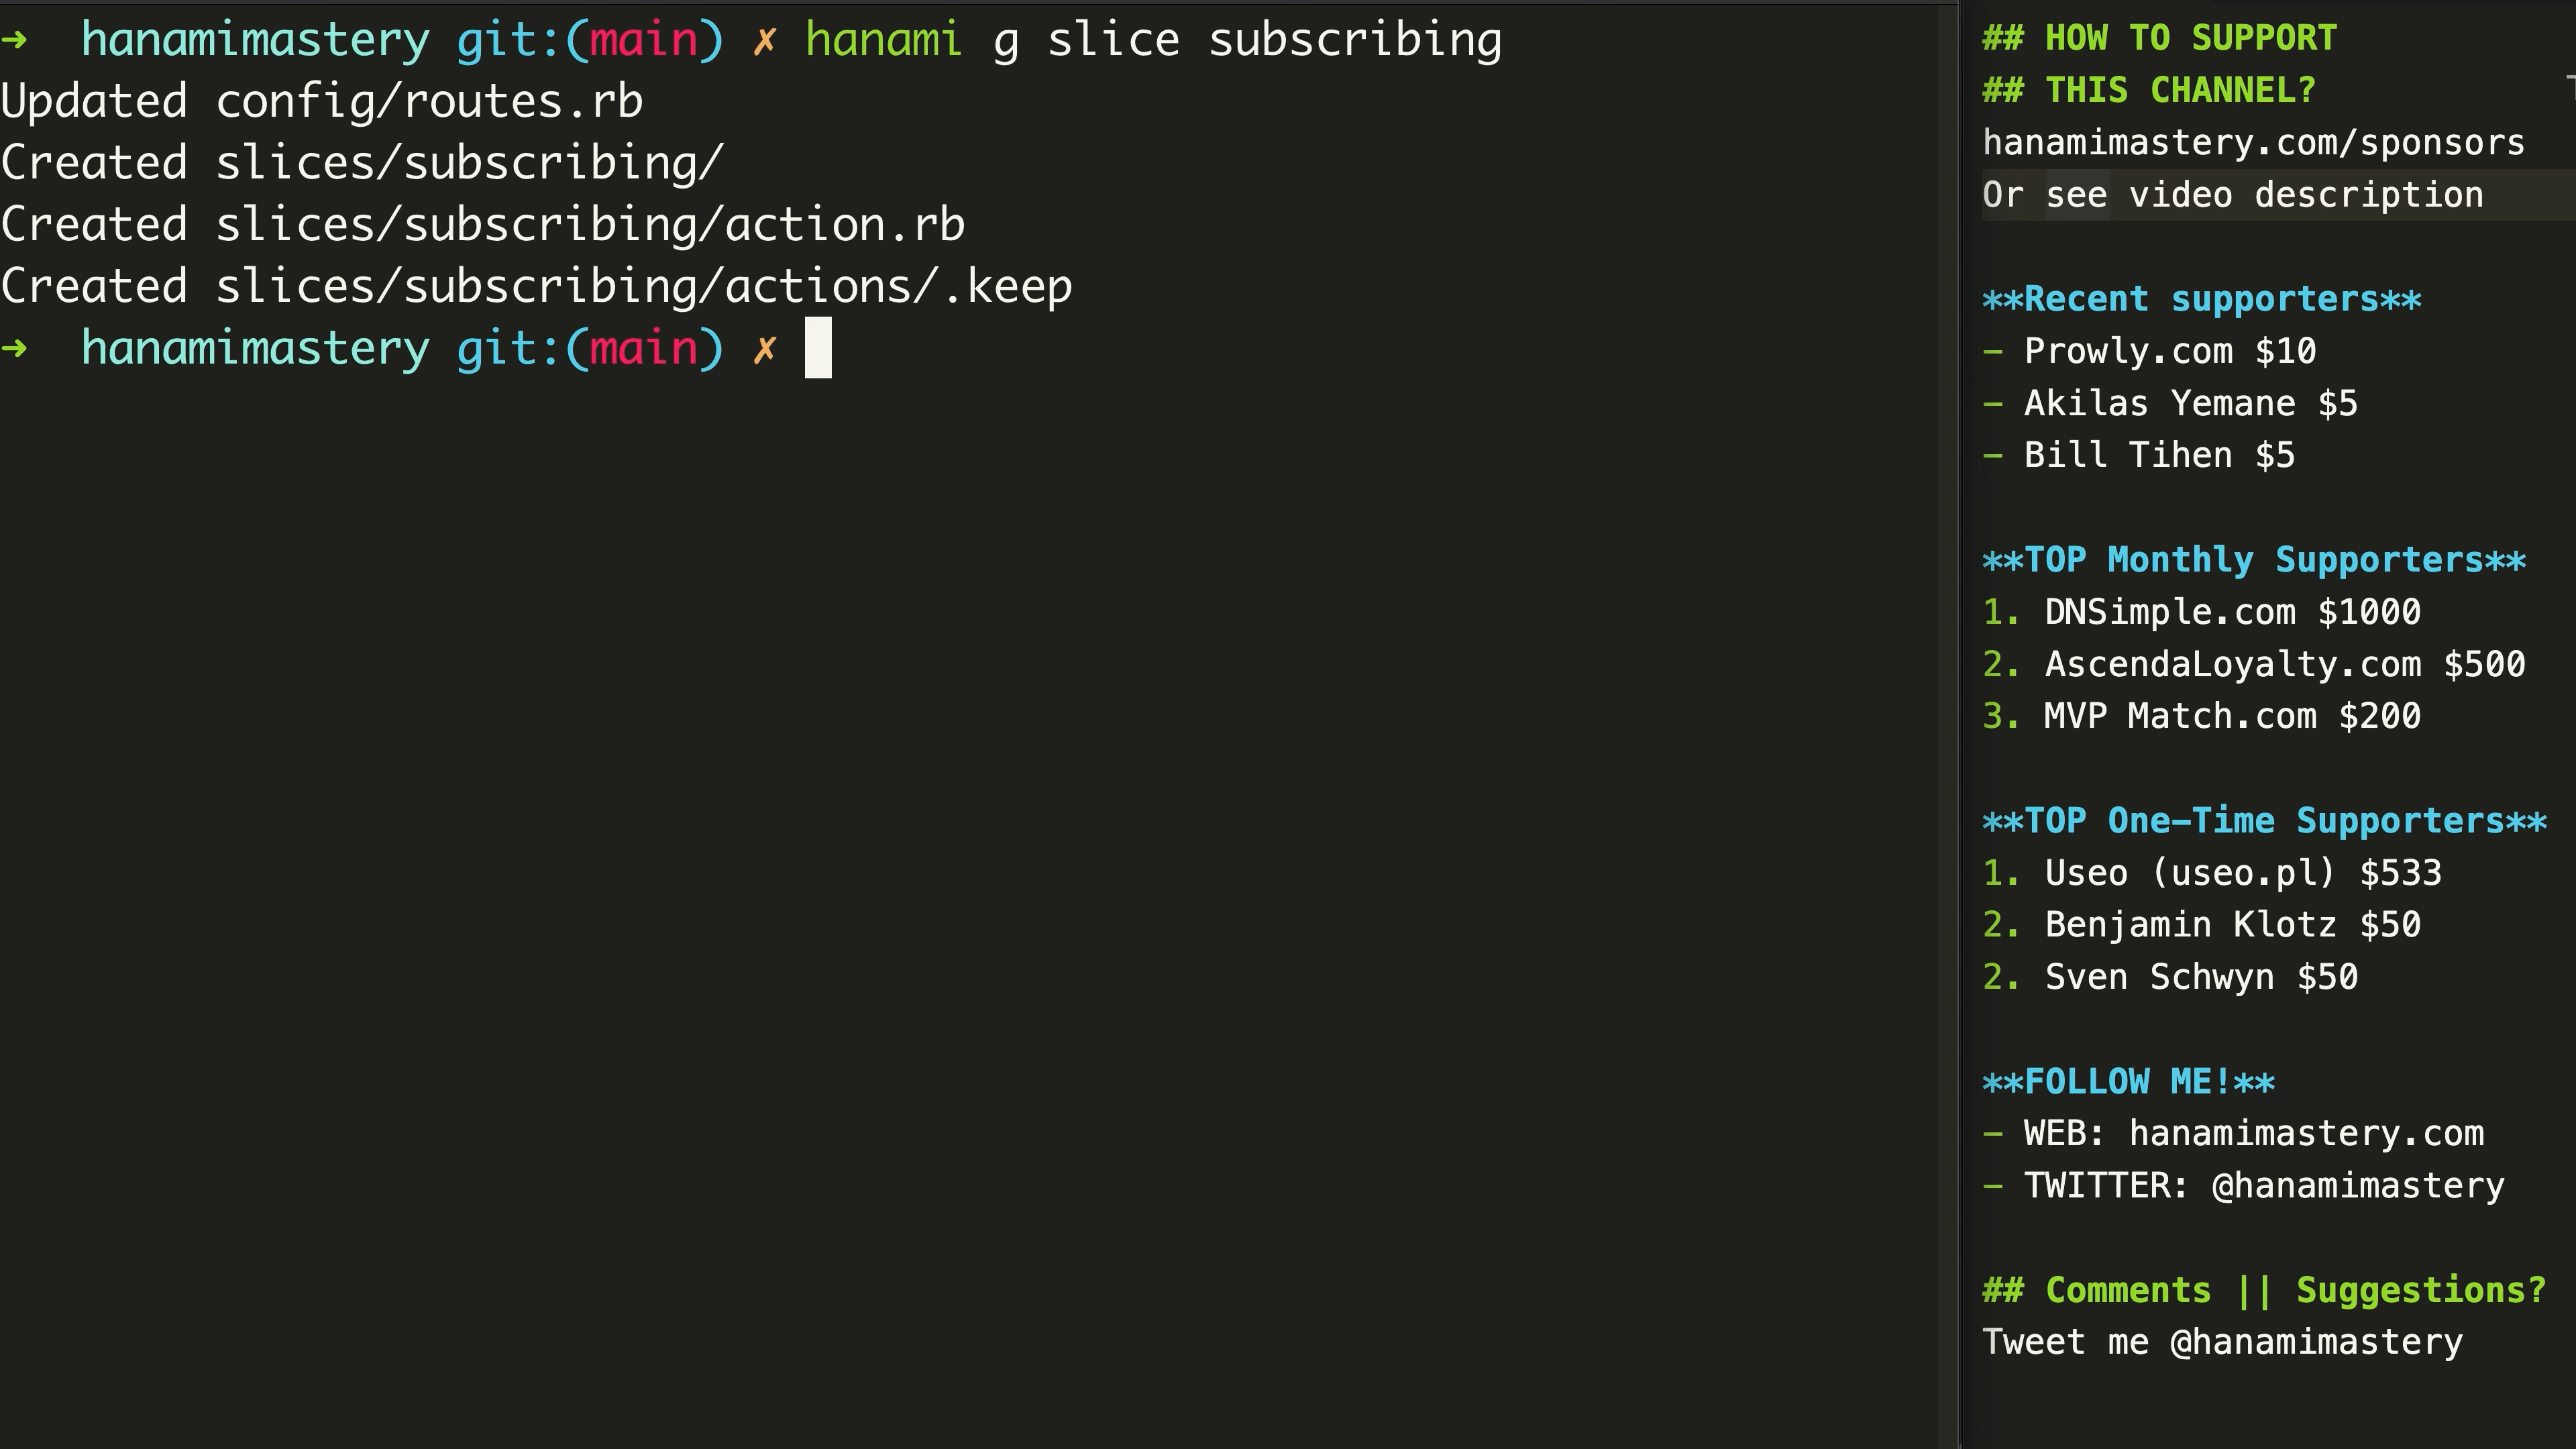 ➜ hanamimastery git:(main) ✗ hanami g slice subscribing
Updated config/routes.rb
Created slices/subscribing/
Created slices/subscribing/action.rb
Created slices/subscribing/actions/.keep
➜ hanamimastery git:(main) ✗
## HOW TO SUPPORT
## THIS CHANNEL?
hanamimastery.com/sponsors
Or see video description
**Recent supporters**
- Prowly.com $10
- Akilas Yemane $5
- Bill Tihen $5
**TOP Monthly Supporters**
1. DNSimple.com $1000
2. AscendaLoyalty.com $500
3. MVP Match.com $200
**TOP One-Time Supporters**
1. Useo (useo.pl) $533
2. Benjamin Klotz $50
2. Sven Schwyn $50
**FOLLOW ME!**
- WEB: hanamimastery.com
- TWITTER: @hanamimastery
## Comments || Suggestions?
Tweet me @hanamimastery